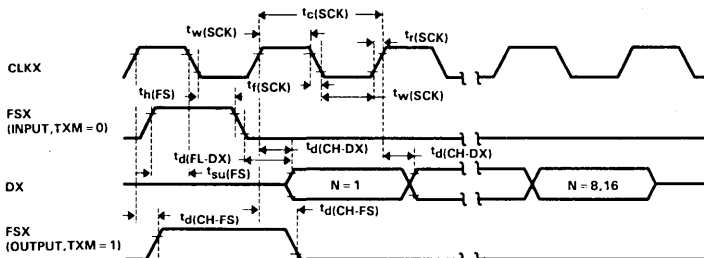 tc(SCK)
tw(SCK)
tr(SCK)
CLKX
th(FS)
tf(SCK)
tw(SCK)
FSX
(INPUT,TXM = 0)
td(FL-DX)
td(CH-DX)
td(CH-DX)
tsu(FS)
DX
N = 1
N = 8,16
td(CH-FS)
td(CH-FS)
FSX
(OUTPUT,TXM = 1)